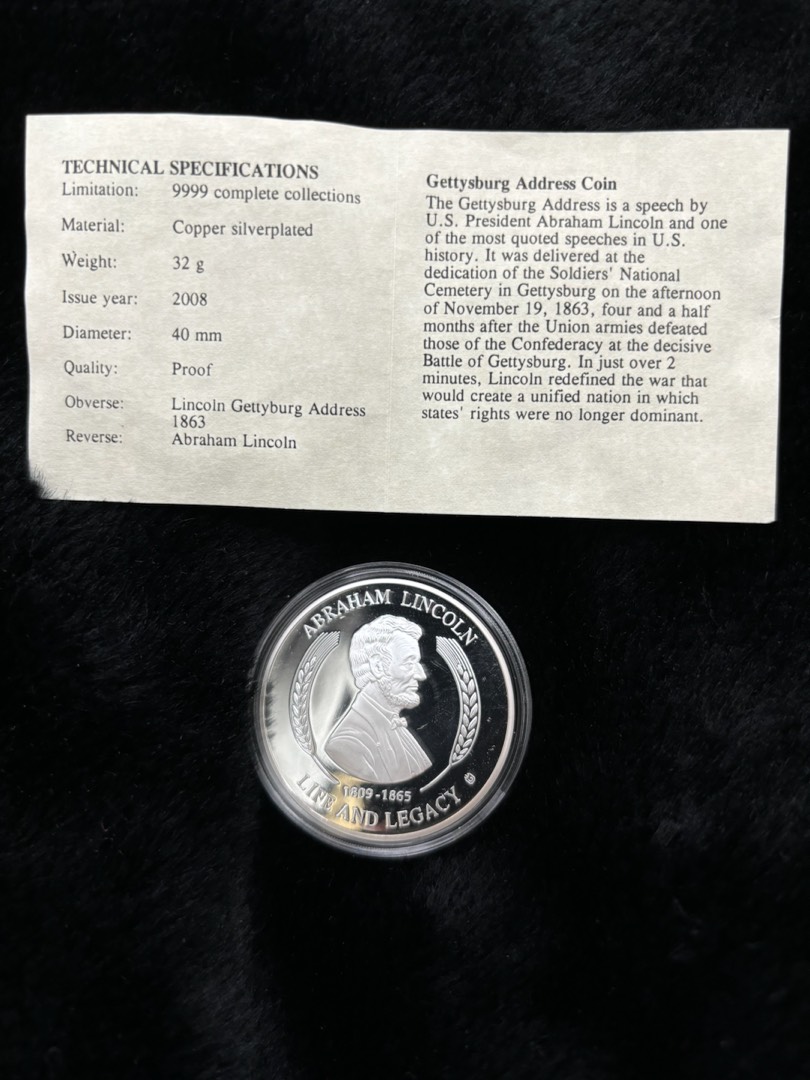 TECHNICAL SPECIFICATIONS
Limitation: 9999 complete collections
Material: Copper silverplated
Weight: 32 g
Issue year: 2008
Diameter: 40 mm
Quality: Proof
Obverse: Lincoln Gettyburg Address
1863
Reverse: Abraham Lincoln
Gettysburg Address Coin
The Gettysburg Address is a speech by
U.S. President Abraham Lincoln and one
of the most quoted speeches in U.S.
history. It was delivered at the
dedication of the Soldiers' National
Cemetery in Gettysburg on the afternoon
of November 19, 1863, four and a half
months after the Union armies defeated
those of the Confederacy at the decisive
Battle of Gettysburg. In just over 2
minutes, Lincoln redefined the war that
would create a unified nation in which
states' rights were no longer dominant.
ABRAHAM LINCOLN
1809-1865
LIFE AND LEGACY